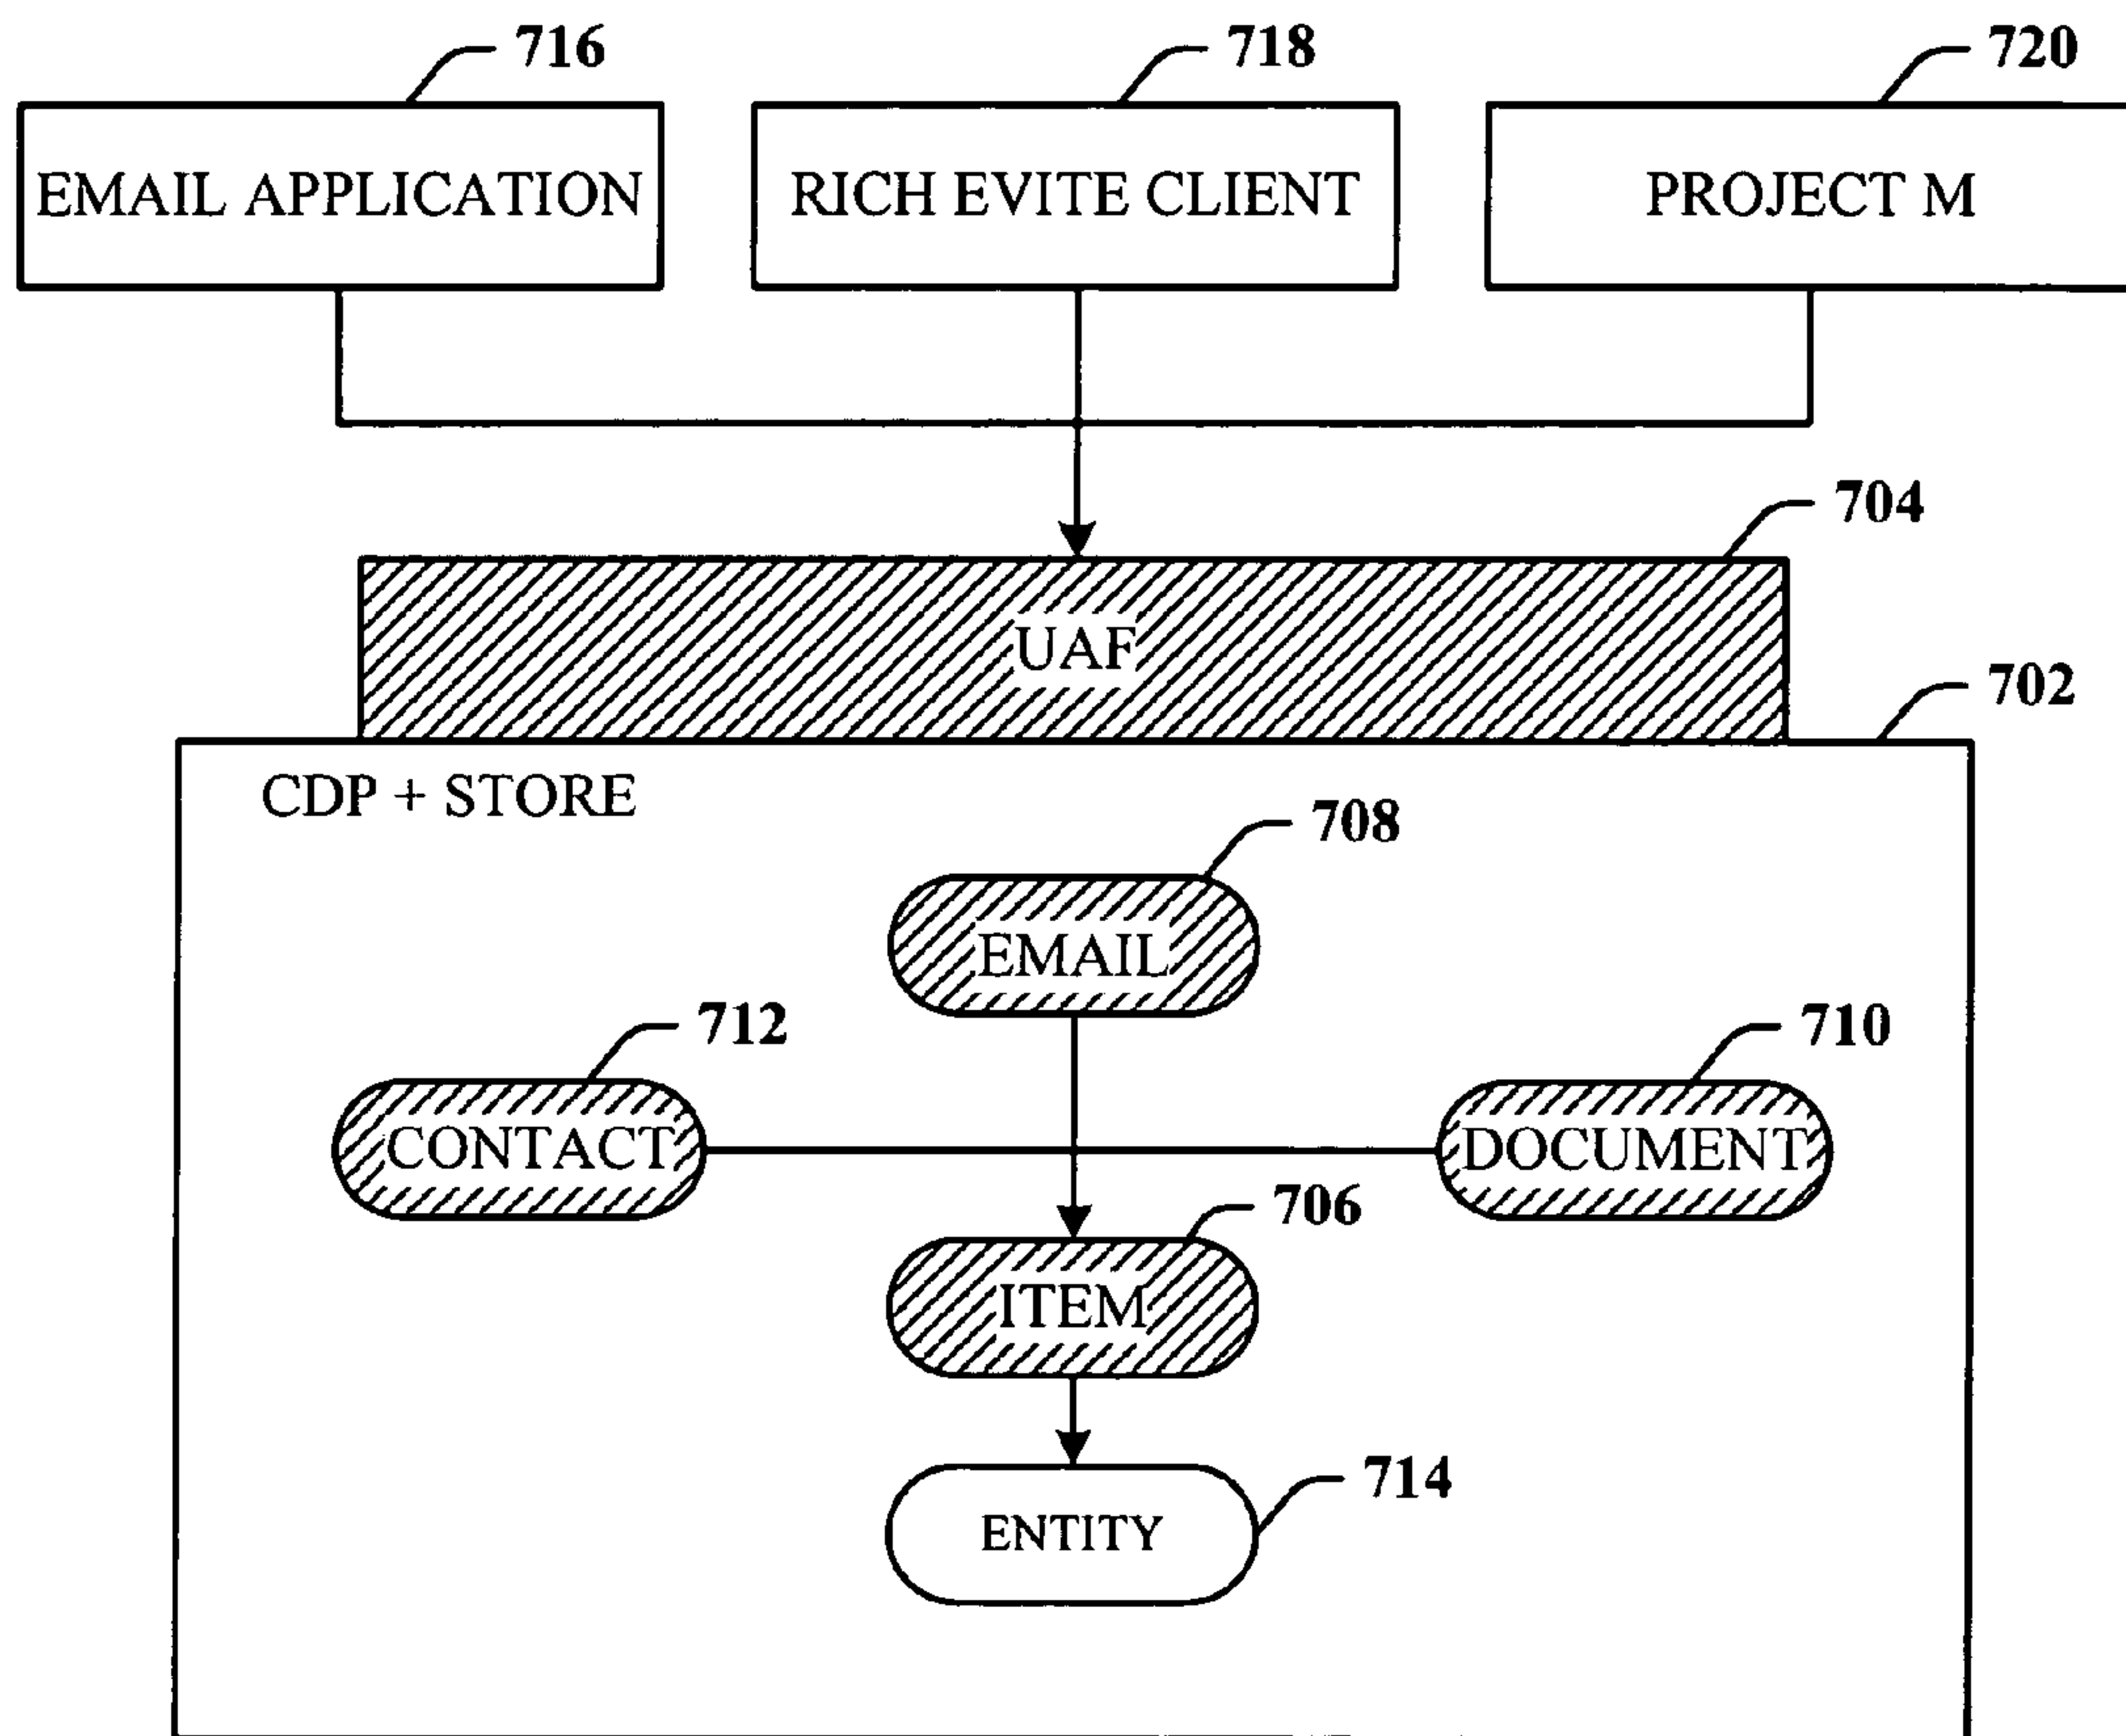 716
718
720
EMAIL APPLICATION
RICH EVITE CLIENT
PROJECT M
704
UAF
702
CDP + STORE
708
EMAIL
712
710
CONTACT
DOCUMENT
706
ITEM
714
ENTITY